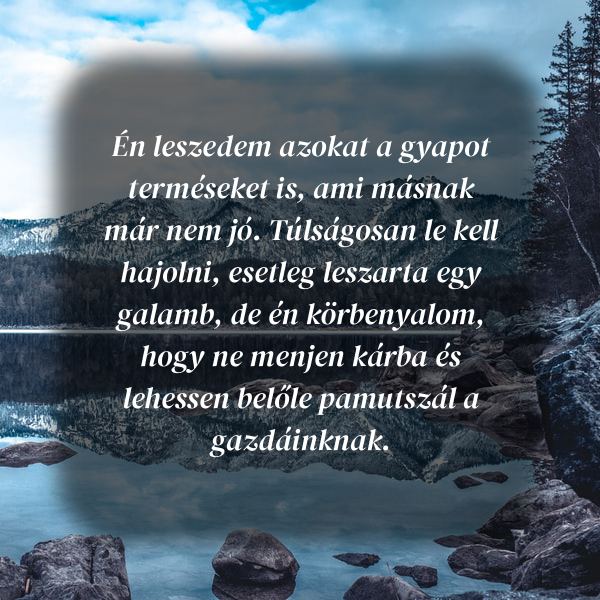 Én leszedem azokat a gyapot
terméseket is, ami másnak
már nem jó. Túlságosan le kell
hajolni, esetleg leszarta egy
galamb, de én körbenyalom,
hogy ne menjen kárba és
lehessen belőle pamutszál a
gazdáinknak.